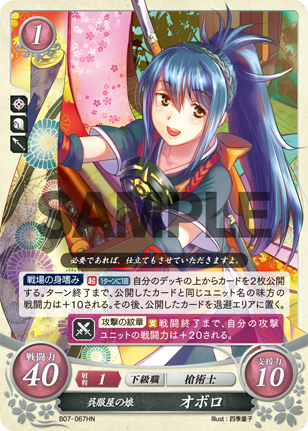 1
SAMPLE
必要であれば、仕立てもさせていただきますよ。
戦場の身嗜み 起 1ターンに1回 自分のデッキの上からカードを2枚公開
する。ターン終了まで、公開したカードと同じユニット名の味方の
戦闘力は+10される。その後、公開したカードを退避エリアに置く。
攻撃の紋章 支 戦闘終了まで、自分の攻撃
ユニットの戦闘力は+20される。
戦闘力
40
射程 1 下級職 槍術士
支援力
10
呉服屋の娘 オボロ
B07-067HN
Illust:四季童子